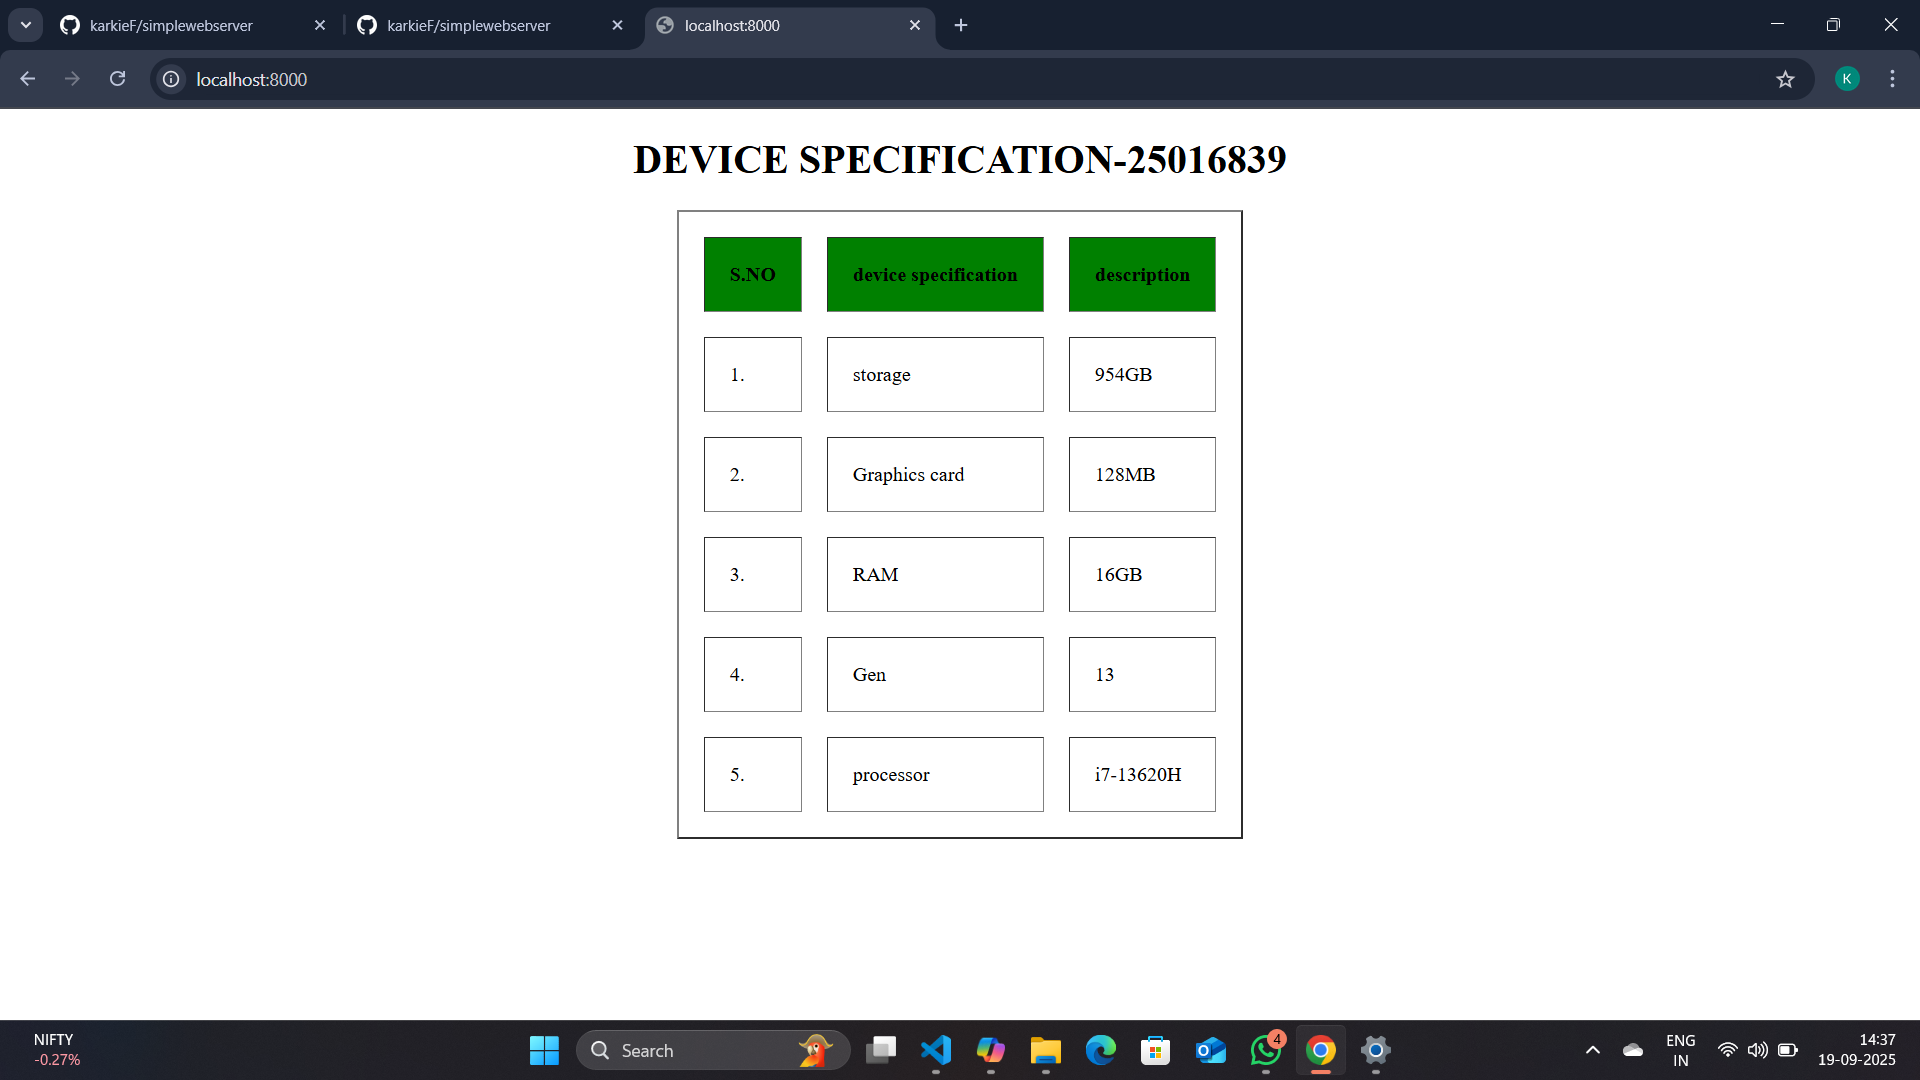 karkieF/simplewebserver
karkieF/simplewebserver
localhost:8000
localhost:8000
K
DEVICE SPECIFICATION-25016839
S.NO device specification description
1. storage 954GB
2. Graphics card 128MB
3. RAM 16GB
4. Gen 13
5. processor i7-13620H
NIFTY
-0.27%
Search
4
ENG
IN
14:37
19-09-2025